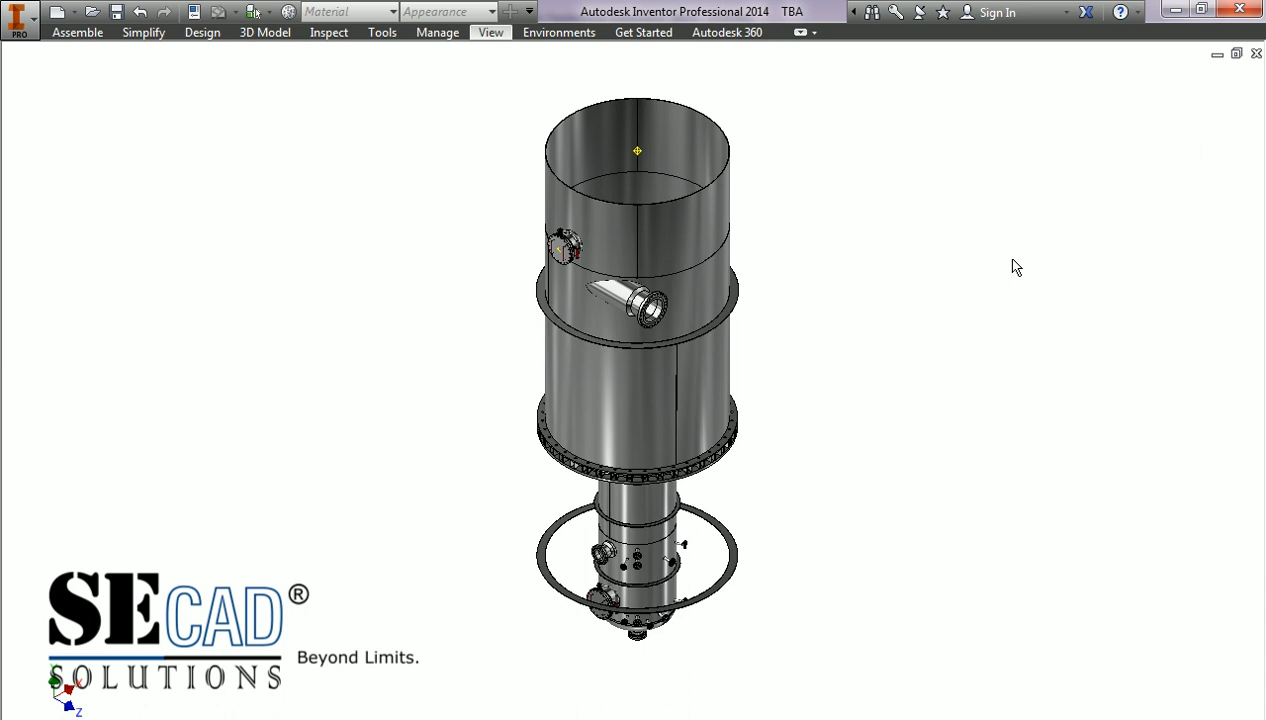 Material
Appearance
Autodesk Inventor Professional 2014 TBA
Sign In
PRO
Assemble Simplify Design 3D Model Inspect Tools Manage View Environments Get Started Autodesk 360
SECAD®
SOLUTIONS
Beyond Limits.
Z